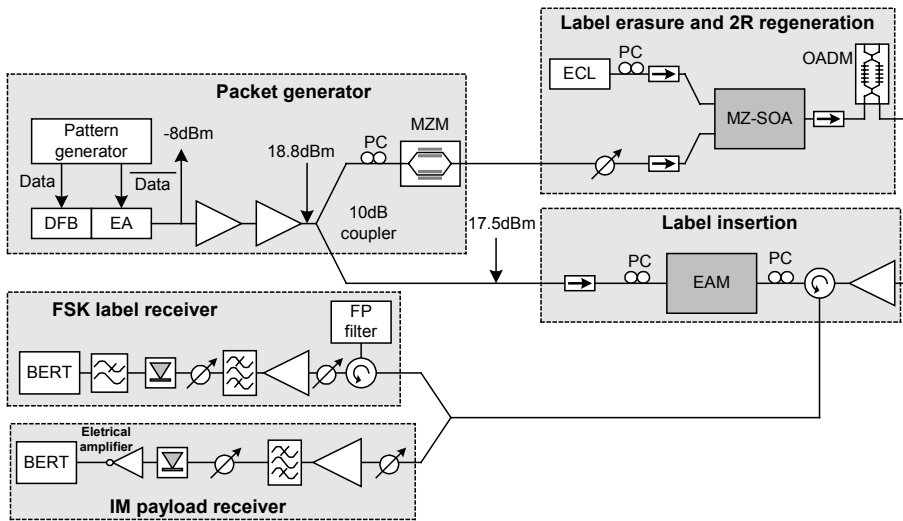 Label erasure and 2R regeneration
PC
OADM
ECL
MZ-SOA
Packet generator
Pattern
generator
-8dBm
18.8dBm
PC
MZM
Data
Data
DFB
EA
10dB
coupler
17.5dBm
Label insertion
PC
EAM
PC
FSK label receiver
FP
filter
BERT
Eletrical
amplifier
BERT
IM payload receiver